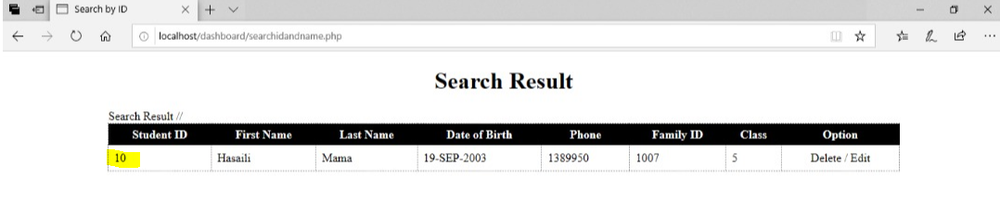 Search by ID
localhost/dashboard/searchidandname.php
Search Result
Search Result //
Student ID First Name Last Name Date of Birth Phone Family ID Class Option
10 Hasaili Mama 19-SEP-2003 1389950 1007 5 Delete / Edit